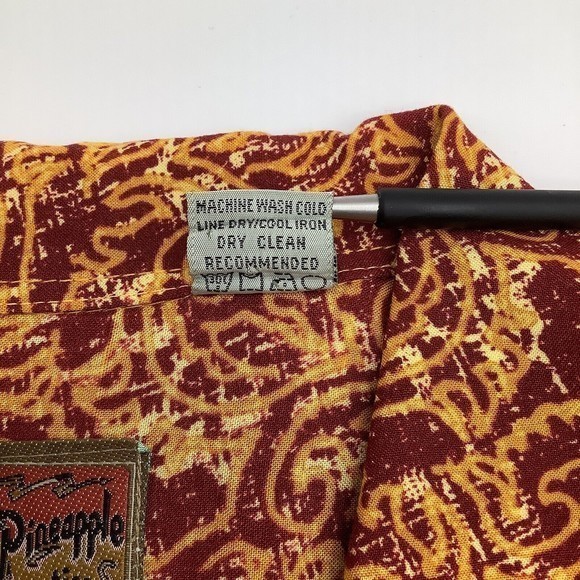 MACHINE WASH COLD
LINE DRY/COOL IRON
DRY CLEAN
RECOMMENDED
Pineapple